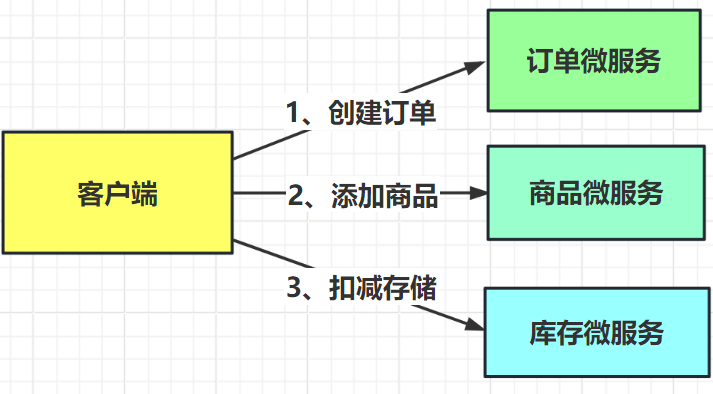 订单微服务
1、创建订单
客户端
2、添加商品
商品微服务
3、扣减存储
库存微服务